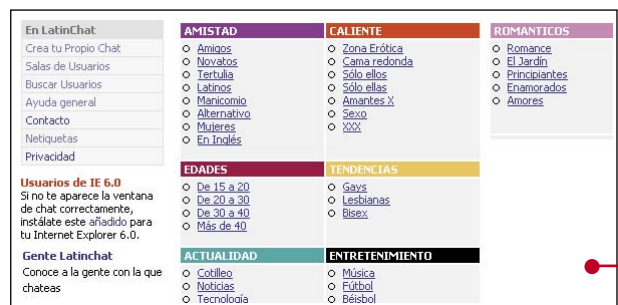 En LatinChat
Crea tu Propio Chat
Salas de Usuarios
Buscar Usuarios
Ayuda general
Contacto
Netiquetas
Privacidad
Usuarios de IE 6.0
Si no te aparece la ventana
de chat correctamente,
instálate este añadido para
tu Internet Explorer 6.0.
Gente Latinchat
Conoce a la gente con la que
chateas
AMISTAD
Amigos
Novatos
Tertulia
Latinos
Manicomio
Alternativo
Mujeres
En Inglés
CALIENTE
Zona Erótica
Cama redonda
Sólo ellos
Sólo ellas
Amantes X
Sexo
XXX
ROMANTICOS
Romance
El Jardín
Principiantes
Enamorados
Amores
EDADES
De 15 a 20
De 20 a 30
De 30 a 40
Más de 40
TENDENCIAS
Gays
Lesbianas
Bisex
ACTUALIDAD
Cotilleo
Noticias
Tecnología
ENTRETENIMIENTO
Música
Fútbol
Béisbol